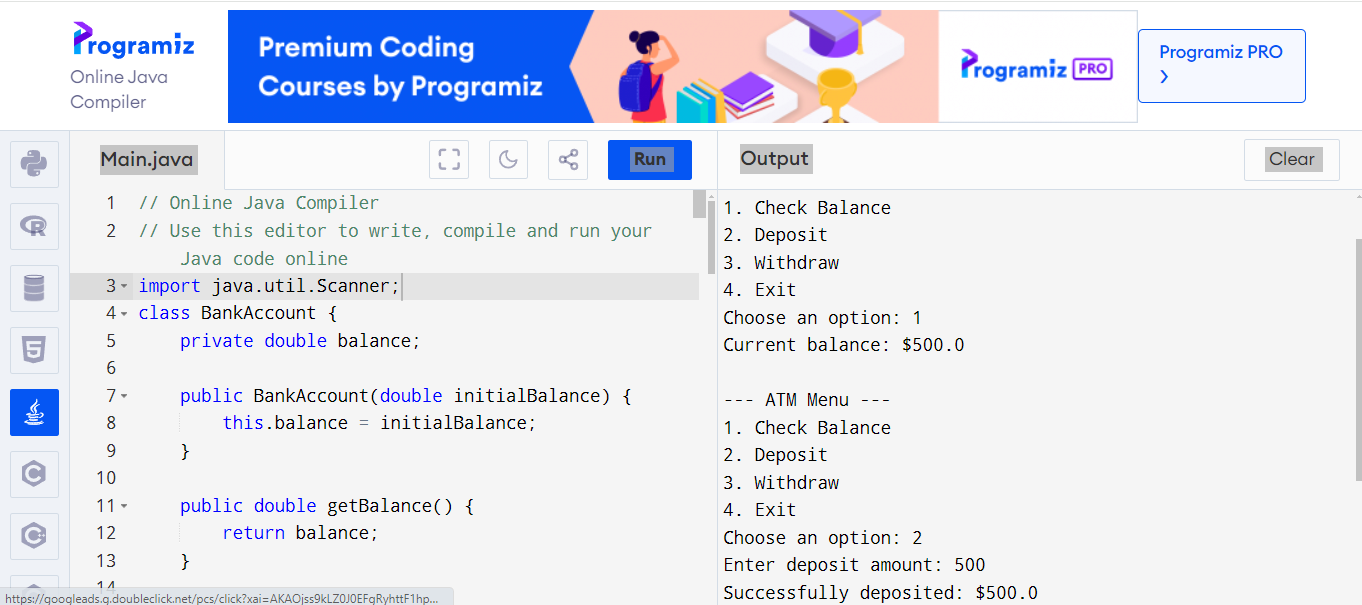 Programiz
Online Java
Compiler
Premium Coding
Courses by Programiz
Programiz PRO
Programiz PRO
Main.java
Run
Output
Clear
1 // Online Java Compiler
2 // Use this editor to write, compile and run your
Java code online
3 import java.util.Scanner;
4 class BankAccount {
5 private double balance;
6
7 public BankAccount(double initialBalance) {
8 this.balance = initialBalance;
9 }
10
11 public double getBalance() {
12 return balance;
13 }
14
1. Check Balance
2. Deposit
3. Withdraw
4. Exit
Choose an option: 1
Current balance: $500.0
--- ATM Menu ---
1. Check Balance
2. Deposit
3. Withdraw
4. Exit
Choose an option: 2
Enter deposit amount: 500
Successfully deposited: $500.0
https://googleads.g.doubleclick.net/pcs/click?xai=AKAOjss9kLZ0J0EFgRyhttF1hp...